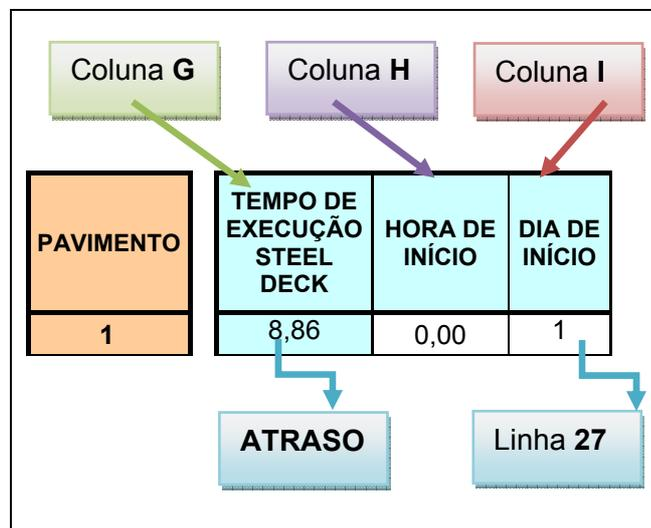 Coluna G
Coluna H
Coluna I
PAVIMENTO
TEMPO DE
EXECUÇÃO
STEEL
DECK
HORA DE
INÍCIO
DIA DE
INÍCIO
1
8,86
0,00
1
ATRASO
Linha 27